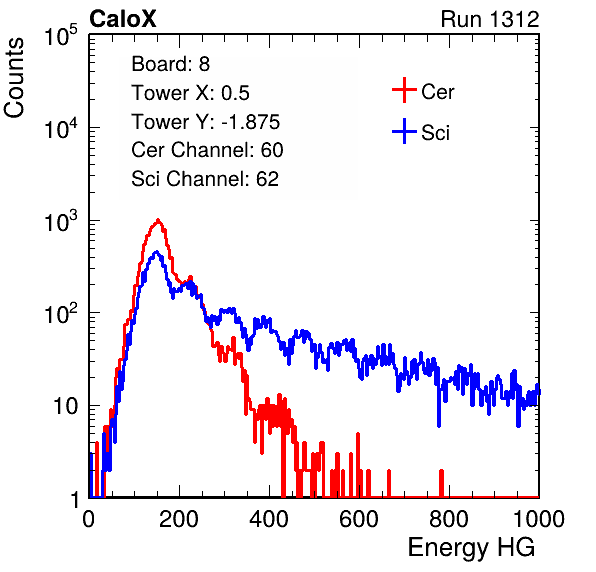 CaloX Run 1312
Counts
10^5
10^4
10^3
10^2
10
1
Board: 8
Tower X: 0.5
Tower Y: -1.875
Cer Channel: 60
Sci Channel: 62
Cer
Sci
0 200 400 600 800 1000
Energy HG